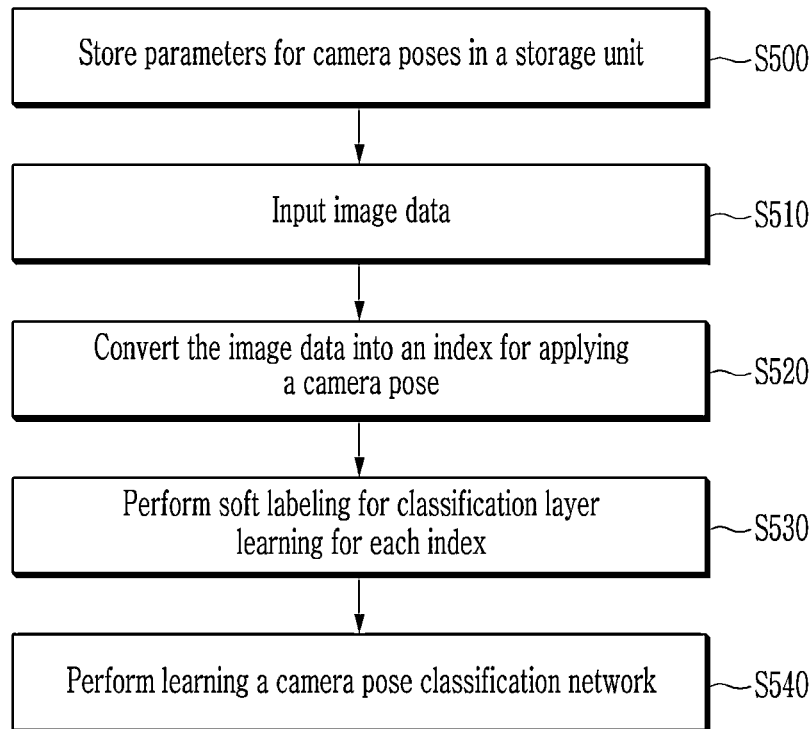 Store parameters for camera poses in a storage unit
S500
Input image data
S510
Convert the image data into an index for applying
a camera pose
S520
Perform soft labeling for classification layer
learning for each index
S530
Perform learning a camera pose classification network
S540